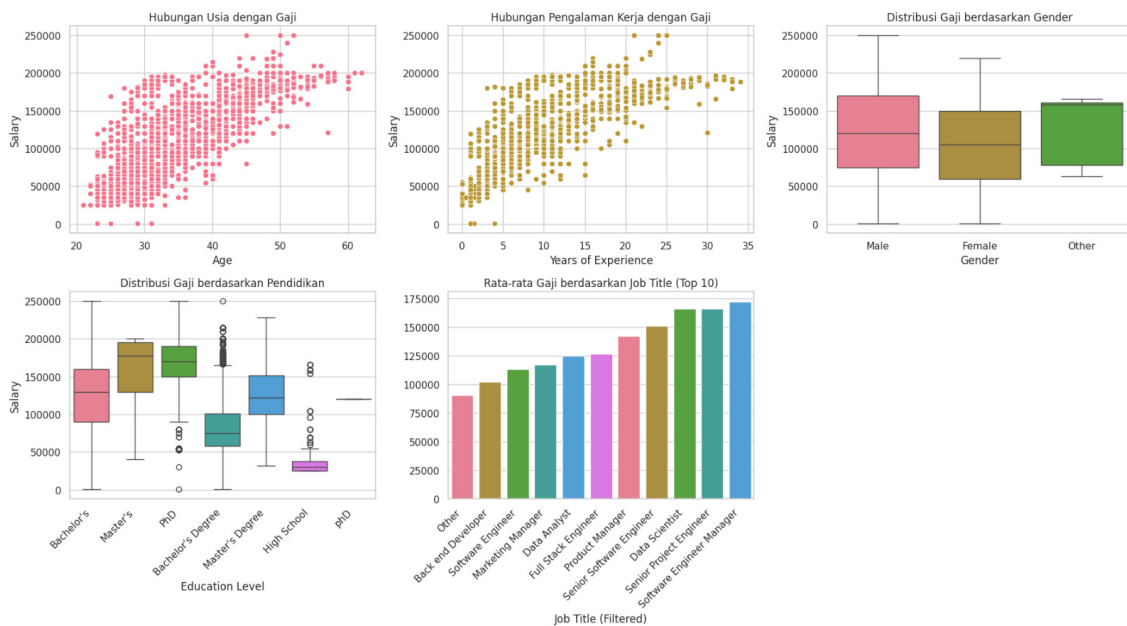 Hubungan Usia dengan Gaji
250000
200000
150000
100000
50000
0
Salary
20
30
40
50
60
Age
Hubungan Pengalaman Kerja dengan Gaji
250000
200000
150000
100000
50000
0
Salary
0
5
10
15
20
25
30
35
Years of Experience
Distribusi Gaji berdasarkan Gender
250000
200000
150000
100000
50000
0
Salary
Male
Female
Other
Gender
Distribusi Gaji berdasarkan Pendidikan
250000
200000
150000
100000
50000
0
Salary
Bachelor's
Master's
PhD
Bachelor's Degree
Master's Degree
High School
phD
Education Level
Rata-rata Gaji berdasarkan Job Title (Top 10)
175000
150000
125000
100000
75000
50000
25000
0
Salary
Other
Back end Developer
Software Engineer
Marketing Manager
Data Analyst
Full Stack Engineer
Product Manager
Senior Software Engineer
Data Scientist
Senior Project Engineer
Software Engineer Manager
Job Title (Filtered)